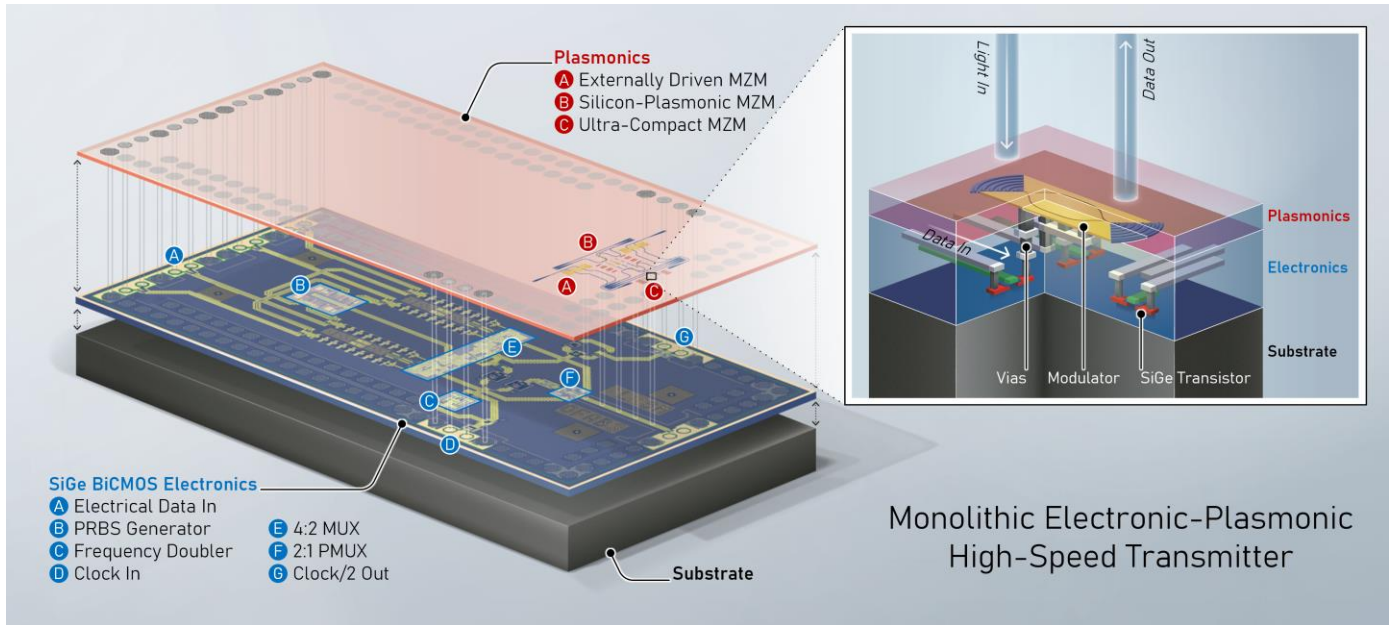 Plasmonics
A Externally Driven MZM
B Silicon-Plasmonic MZM
C Ultra-Compact MZM
B
A
C
A
B
E
G
F
C
D
SiGe BiCMOS Electronics
A Electrical Data In
B PRBS Generator
C Frequency Doubler
D Clock In
E 4:2 MUX
F 2:1 PMUX
G Clock/2 Out
Substrate
Light In
Data Out
Data In
Plasmonics
Electronics
Substrate
Vias
Modulator
SiGe Transistor
Monolithic Electronic-Plasmonic
High-Speed Transmitter